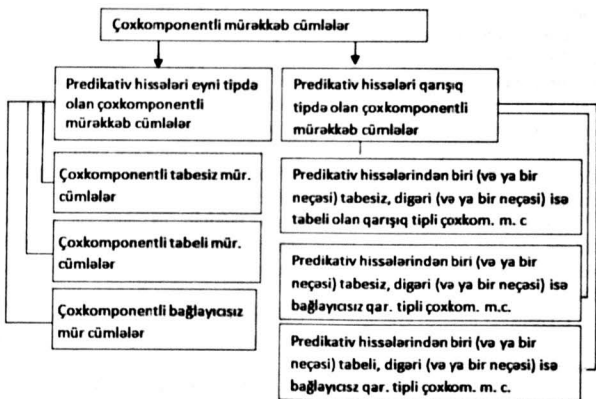 Çoxkomponentli mürəkkəb cümlələr
Predikativ hissələri eyni tipdə
olan çoxkomponentli
mürəkkəb cümlələr
Predikativ hissələri qarışıq
tipdə olan çoxkomponentli
mürəkkəb cümlələr
Çoxkomponentli tabesiz mür.
cümlələr
Çoxkomponentli tabeli mür.
cümlələr
Çoxkomponentli bağlayıcısız
mür cümlələr
Predikativ hissələrindən biri (və ya bir
neçəsi) tabesiz, digəri (və ya bir neçəsi) isə
tabeli olan qarışıq tipli çoxkom. m. c
Predikativ hissələrindən biri (və ya bir
neçəsi) tabesiz, digəri (və ya bir neçəsi) isə
bağlayıcısız qar. tipli çoxkom. m.c.
Predikativ hissələrindən biri (və ya bir
neçəsi) tabeli, digəri (və ya bir neçəsi) isə
bağlayıcısz qar. tipli çoxkom. m. c.